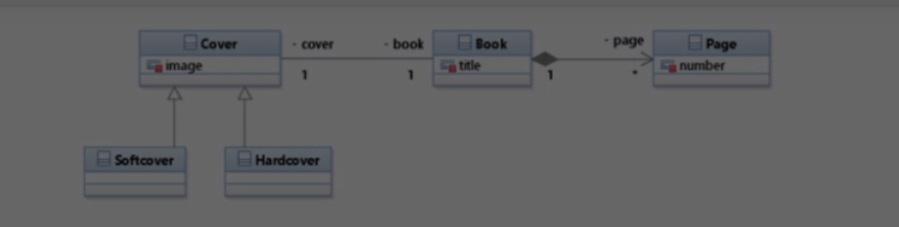 Cover
image
- cover
1
- book
1
Book
title
1
- page
*
Page
number
Softcover
Hardcover